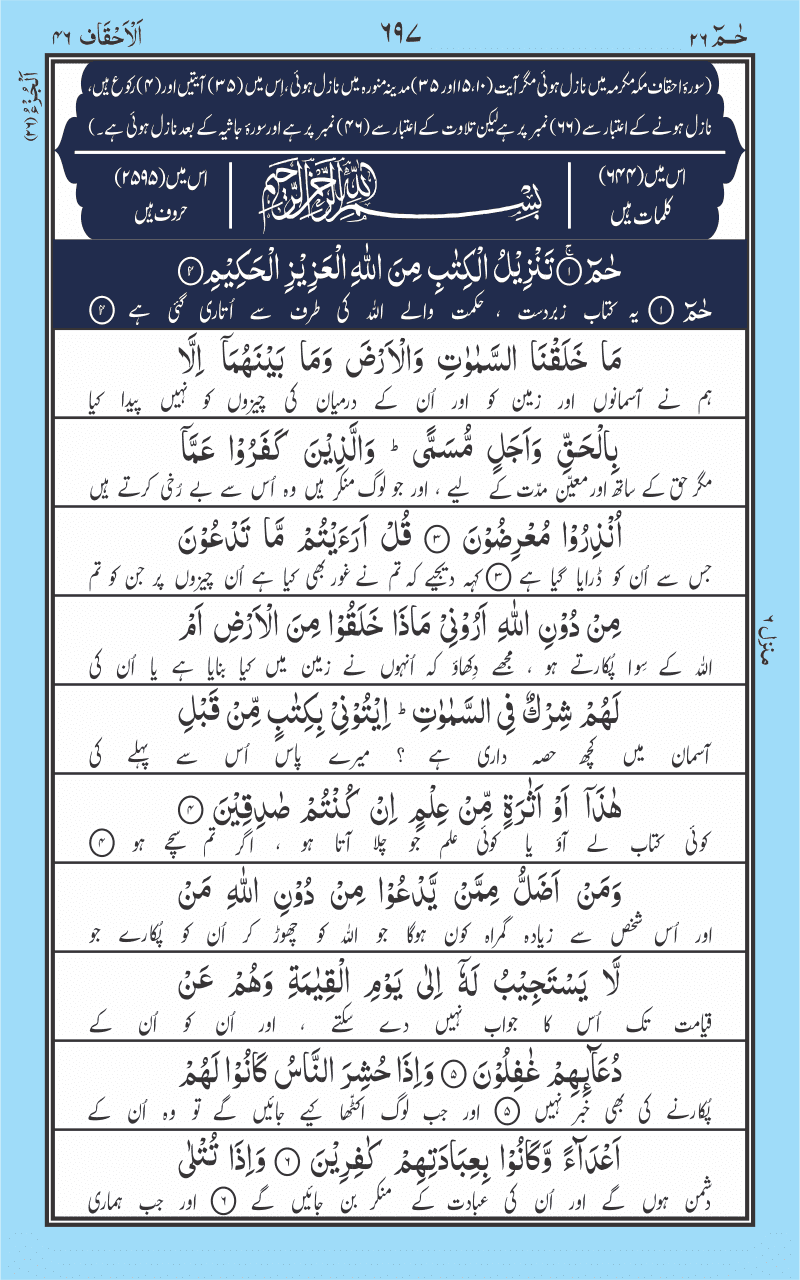 حٰمٓ ۲۶
۶۹۷
اَلْاَحْقَاف ۴۶
اَلْجُزْءُ (۲۶)
(سورۂ احقاف مکہ مکرمہ میں نازل ہوئی مگر آیت (۱۰،۱۵ اور ۳۵) مدینہ منورہ میں نازل ہوئی، اِس میں (۳۵) آیتیں اور (۴) رکوع ہیں،
نازل ہونے کے اعتبار سے (۶۶) نمبر پر ہے لیکن تلاوت کے اعتبار سے (۴۶) نمبر پر ہے اور سورۂ جاثیہ کے بعد نازل ہوئی ہے۔)
اس میں (۶۴۴)
کلمات ہیں
بِسْمِ اللهِ الرَّحْمٰنِ الرَّحِيْمِ
اس میں (۲۵۹۵)
حروف ہیں
حٰمٓ ۚ ۱ تَنْزِيْلُ الْكِتٰبِ مِنَ اللهِ الْعَزِيْزِ الْحَكِيْمِ ۲
حٰمٓ ۱ یہ کتاب زبردست ، حکمت والے اللہ کی طرف سے اُتاری گئی ہے ۲
مَا خَلَقْنَا السَّمٰوٰتِ وَالْاَرْضَ وَمَا بَيْنَهُمَاۤ اِلَّا
ہم نے آسمانوں اور زمین کو اور اُن کے درمیان کی چیزوں کو نہیں پیدا کیا
بِالْحَقِّ وَاَجَلٍ مُّسَمًّى ؕ وَالَّذِيْنَ كَفَرُوْا عَمَّاۤ
مگر حق کے ساتھ اور معیّن مدّت کے لیے ، اور جو لوگ منکر ہیں وہ اُس سے بے رُخی کرتے ہیں
اُنْذِرُوْا مُعْرِضُوْنَ ۳ قُلْ اَرَءَيْتُمْ مَّا تَدْعُوْنَ
جس سے اُن کو ڈرایا گیا ہے ۳ کہہ دیجیے کہ تم نے غور بھی کیا ہے اُن چیزوں پر جن کو تم
مِنْ دُوْنِ اللهِ اَرُوْنِيْ مَاذَا خَلَقُوْا مِنَ الْاَرْضِ اَمْ
اللہ کے سِوا پُکارتے ہو ، مجھے دِکھاؤ کہ اُنہوں نے زمین میں کیا بنایا ہے یا اُن کی
لَهُمْ شِرْكٌ فِي السَّمٰوٰتِ ؕ اِيْتُوْنِيْ بِكِتٰبٍ مِّنْ قَبْلِ
آسمان میں کچھ حصہ داری ہے ؟ میرے پاس اُس سے پہلے کی
هٰذَاۤ اَوْ اَثٰرَةٍ مِّنْ عِلْمٍ اِنْ كُنْتُمْ صٰدِقِيْنَ ۴
کوئی کتاب لے آؤ یا کوئی علم جو چلا آتا ہو ، اگر تم سچے ہو ۴
وَمَنْ اَضَلُّ مِمَّنْ يَّدْعُوْا مِنْ دُوْنِ اللهِ مَنْ
اور اُس شخص سے زیادہ گمراہ کون ہوگا جو اللہ کو چھوڑ کر اُن کو پُکارے جو
لَّا يَسْتَجِيْبُ لَهٗۤ اِلٰى يَوْمِ الْقِيٰمَةِ وَهُمْ عَنْ
قیامت تک اُس کا جواب نہیں دے سکتے ، اور اُن کو اُن کے
دُعَآئِهِمْ غٰفِلُوْنَ ۵ وَاِذَا حُشِرَ النَّاسُ كَانُوْا لَهُمْ
پُکارنے کی بھی خبر نہیں ۵ اور جب لوگ اکٹھا کیے جائیں گے تو وہ اُن کے
اَعْدَآءً وَّكَانُوْا بِعِبَادَتِهِمْ كٰفِرِيْنَ ۶ وَاِذَا تُتْلٰى
دشمن ہوں گے اور اُن کی عبادت کے منکر بن جائیں گے ۶ اور جب ہماری
منزل ۶